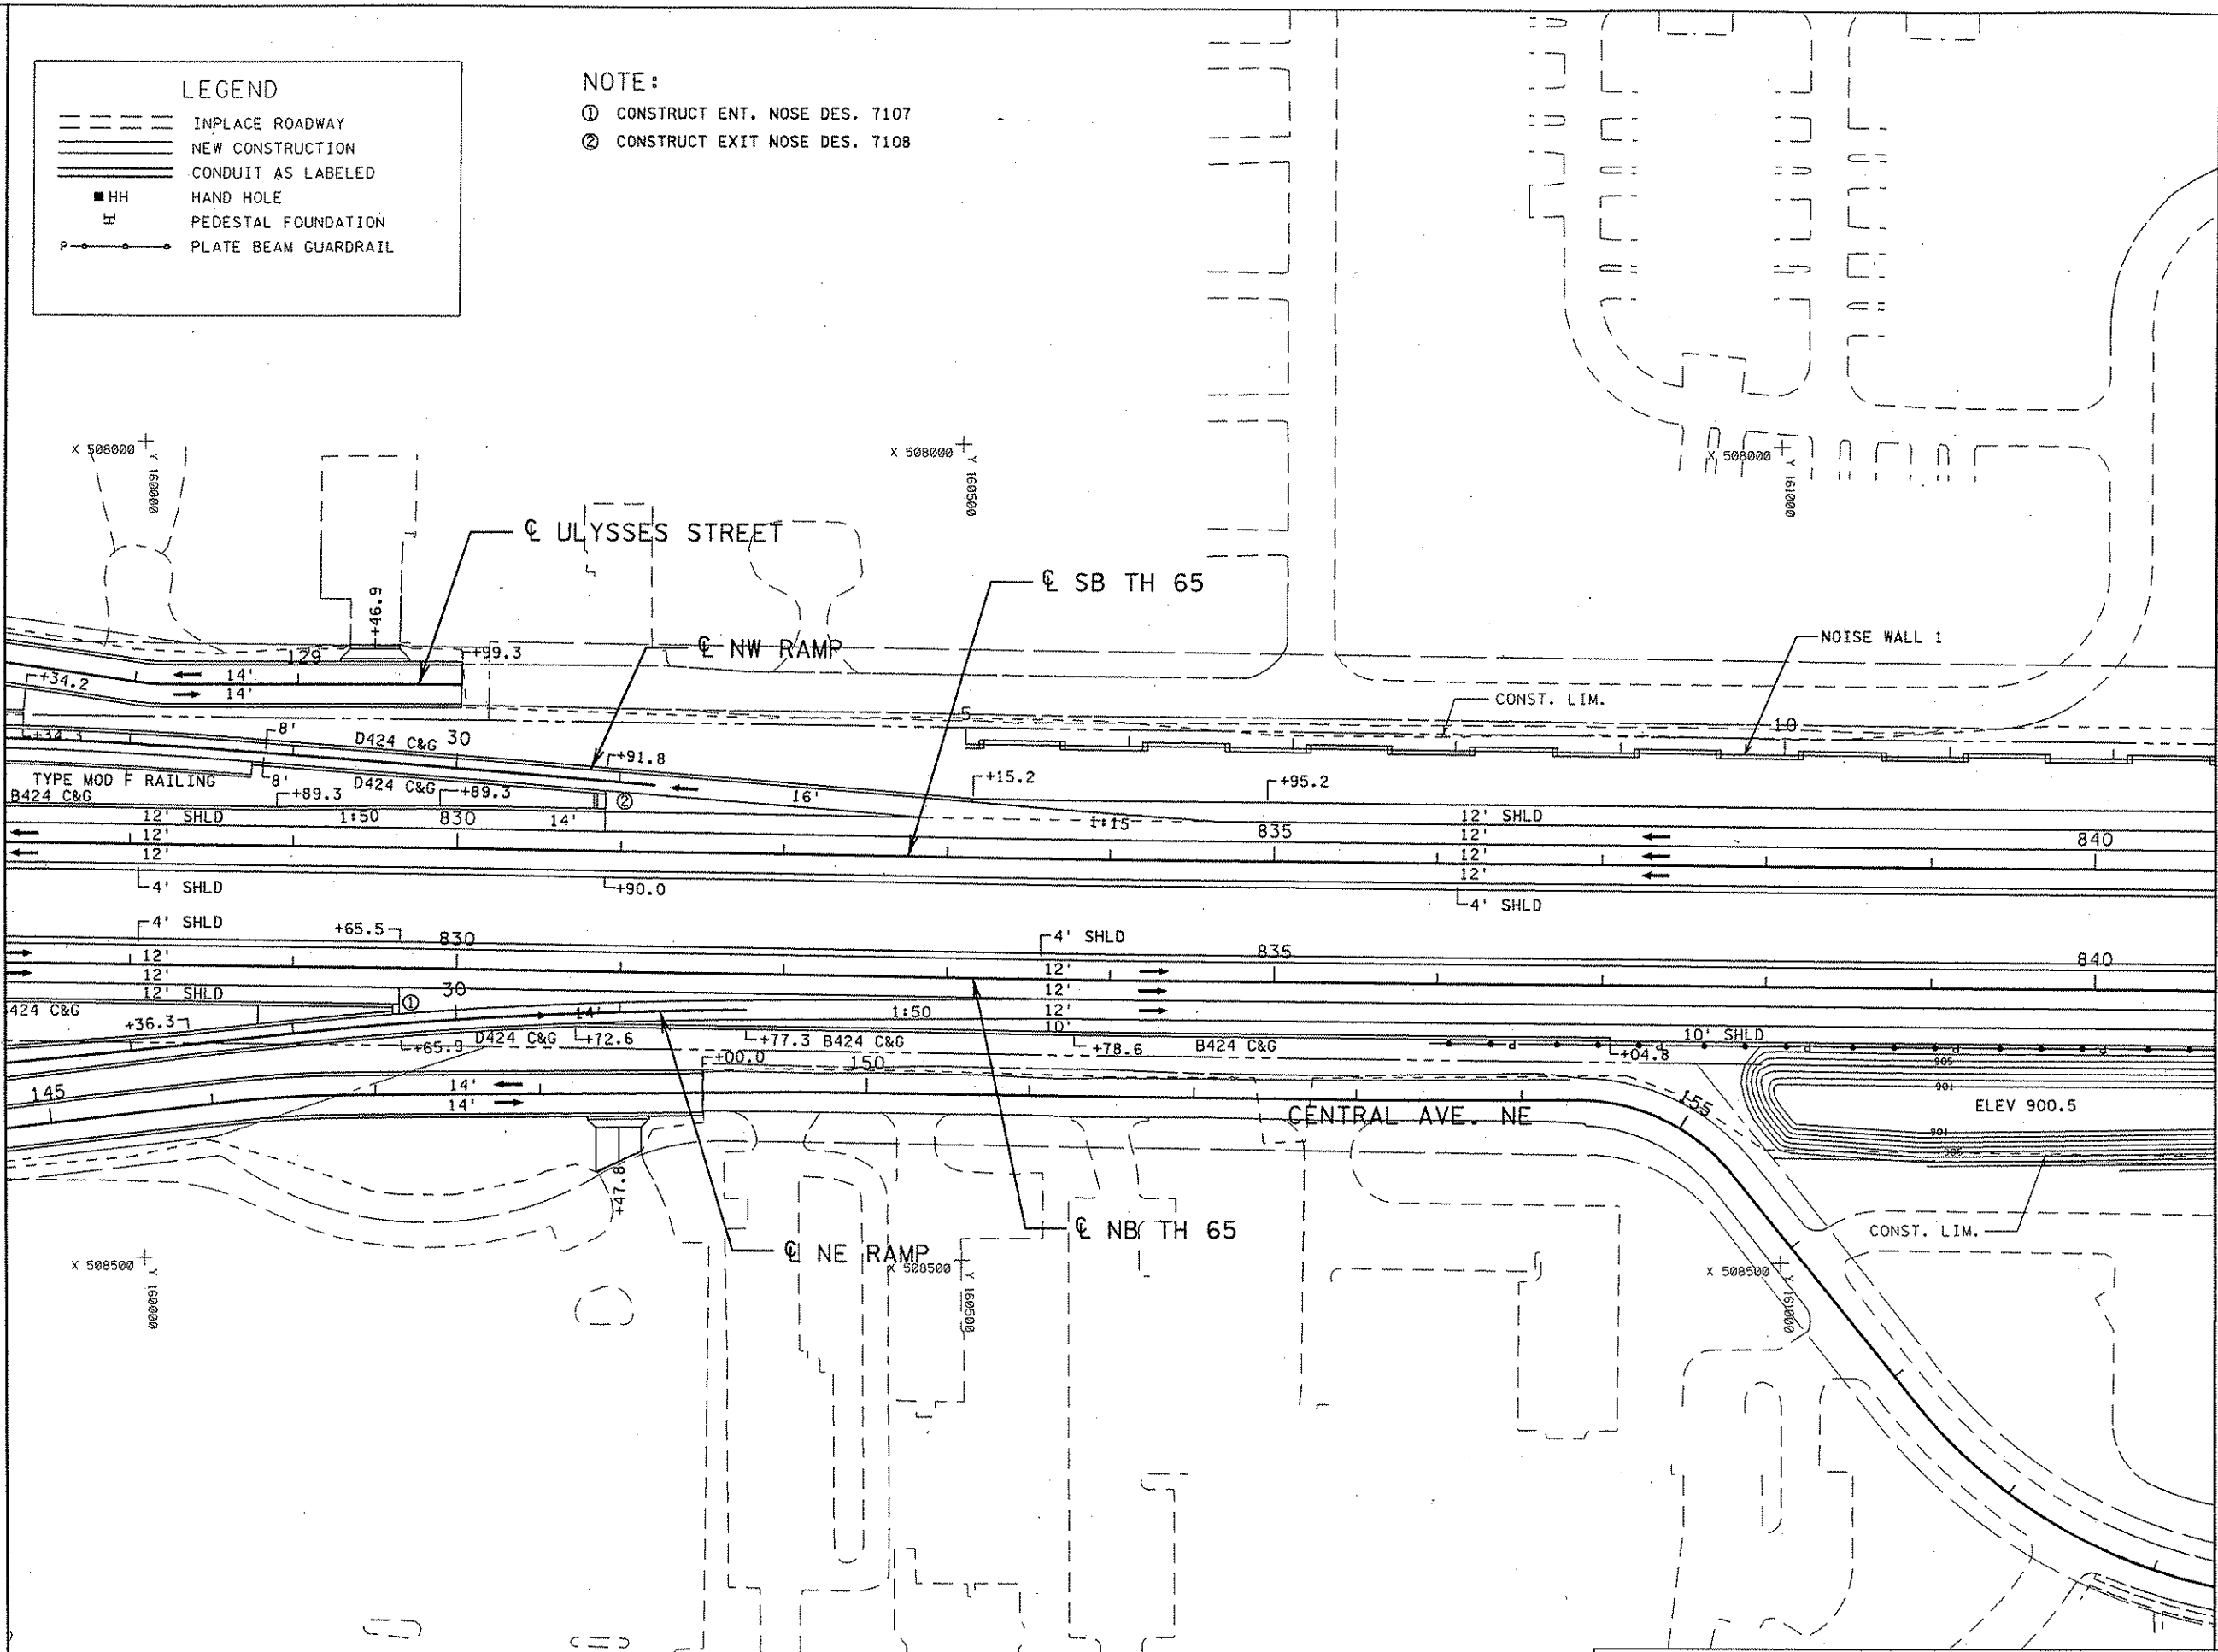 LEGEND
INPLACE ROADWAY
NEW CONSTRUCTION
CONDUIT AS LABELED
HH HAND HOLE
PEDESTAL FOUNDATION
P PLATE BEAM GUARDRAIL
NOTE:
① CONSTRUCT ENT. NOSE DES. 7107
② CONSTRUCT EXIT NOSE DES. 7108
X 508000
Y 160000
X 508000
Y 160500
X 508000
Y 161000
℄ ULYSSES STREET
℄ SB TH 65
℄ NW RAMP
NOISE WALL 1
CONST. LIM.
+46.9
129
+99.3
14'
14'
+34.2
+34.3
5
10
8'
D424 C&G
30
+91.8
8'
D424 C&G
TYPE MOD F RAILING
B424 C&G
+89.3
+89.3
②
16'
+15.2
+95.2
12' SHLD
1:50
830
14'
1:15
835
12' SHLD
12'
12'
12'
12'
12'
840
4' SHLD
+90.0
4' SHLD
4' SHLD
+65.5
830
4' SHLD
835
840
12'
12'
12' SHLD
12'
12'
12'
10'
30
①
424 C&G
+36.3
14'
1:50
+65.9
D424 C&G
+72.6
+77.3
B424 C&G
+78.6
B424 C&G
10' SHLD
+04.8
P
P
P
P
+00.0
150
145
14'
14'
CENTRAL AVE. NE
155
905
901
ELEV 900.5
901
905
+47.8
℄ NE RAMP
℄ NB TH 65
CONST. LIM.
X 508500
Y 160000
X 508500
Y 160500
X 508500
Y 161000